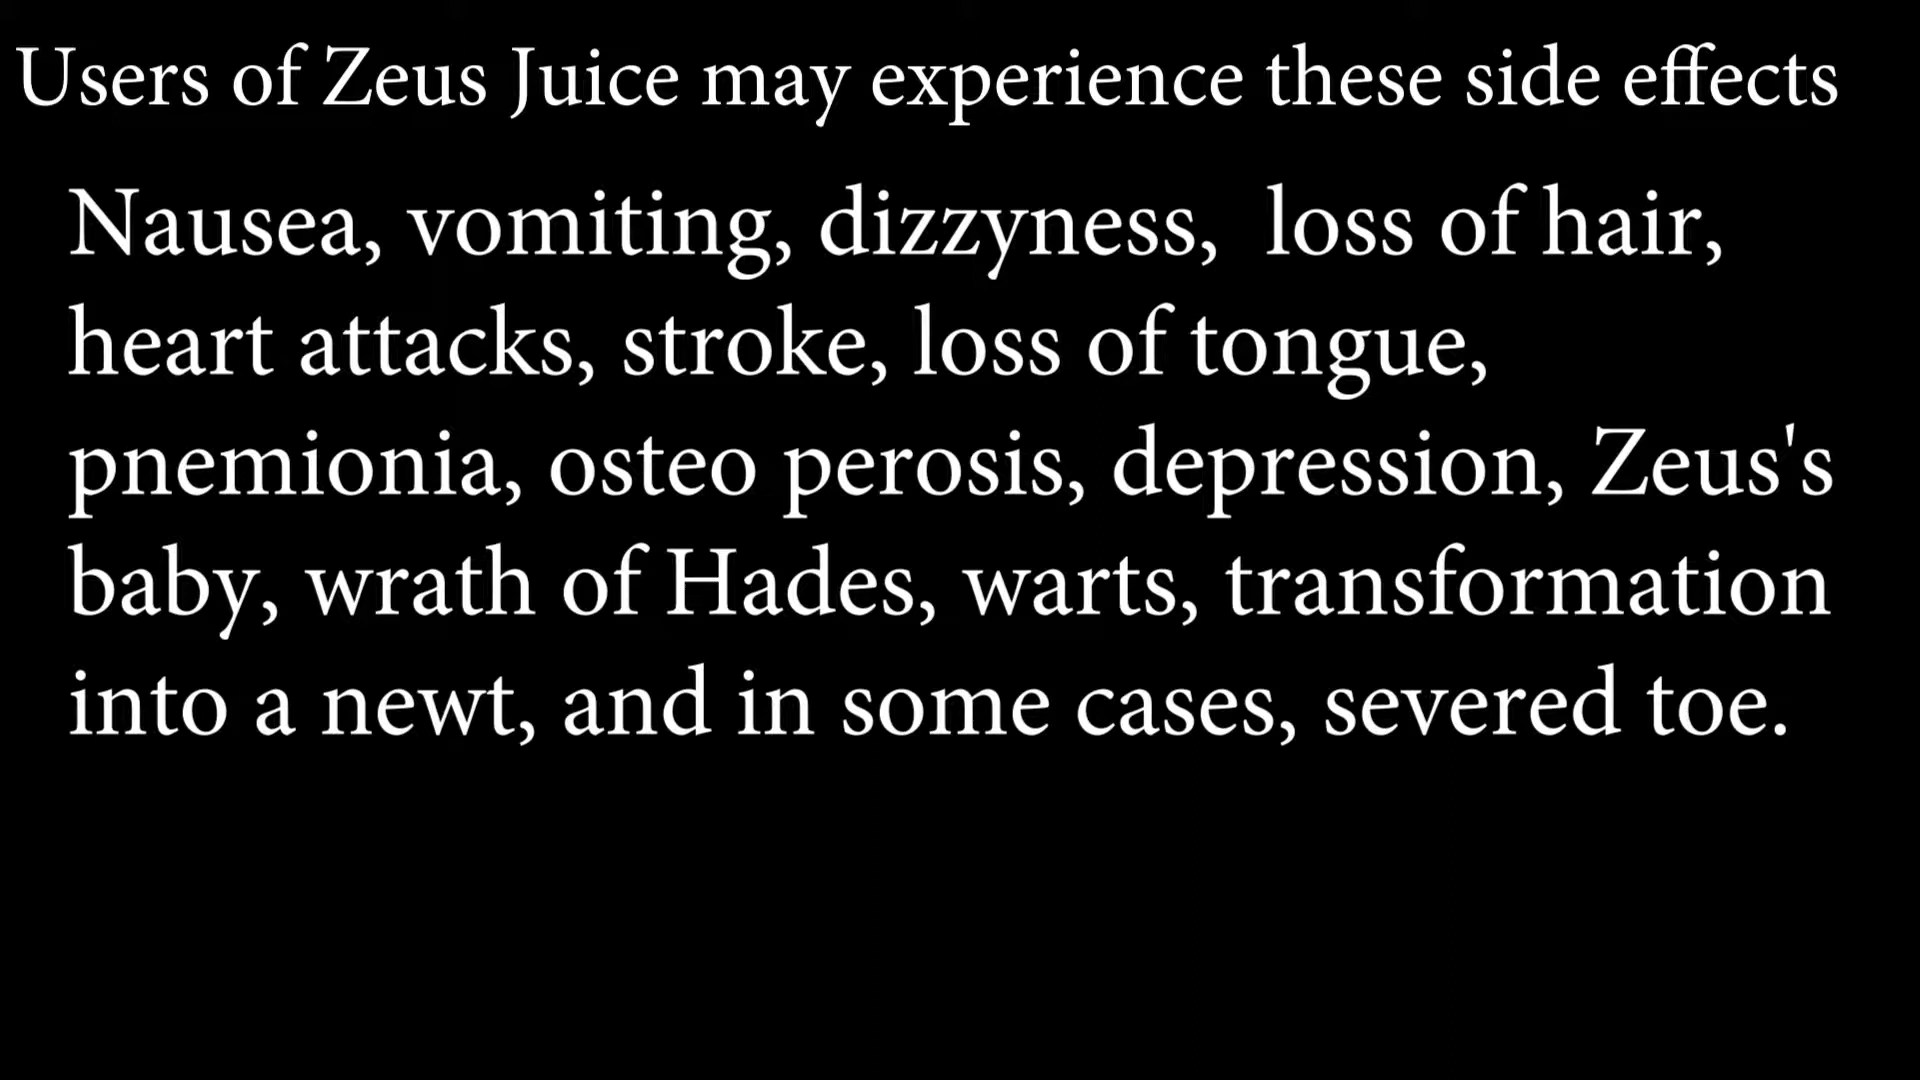 Users of Zeus Juice may experience these side effects
Nausea, vomiting, dizzyness,  loss of hair,
heart attacks, stroke, loss of tongue,
pnemionia, osteo perosis, depression, Zeus's
baby, wrath of Hades, warts, transformation
into a newt, and in some cases, severed toe.